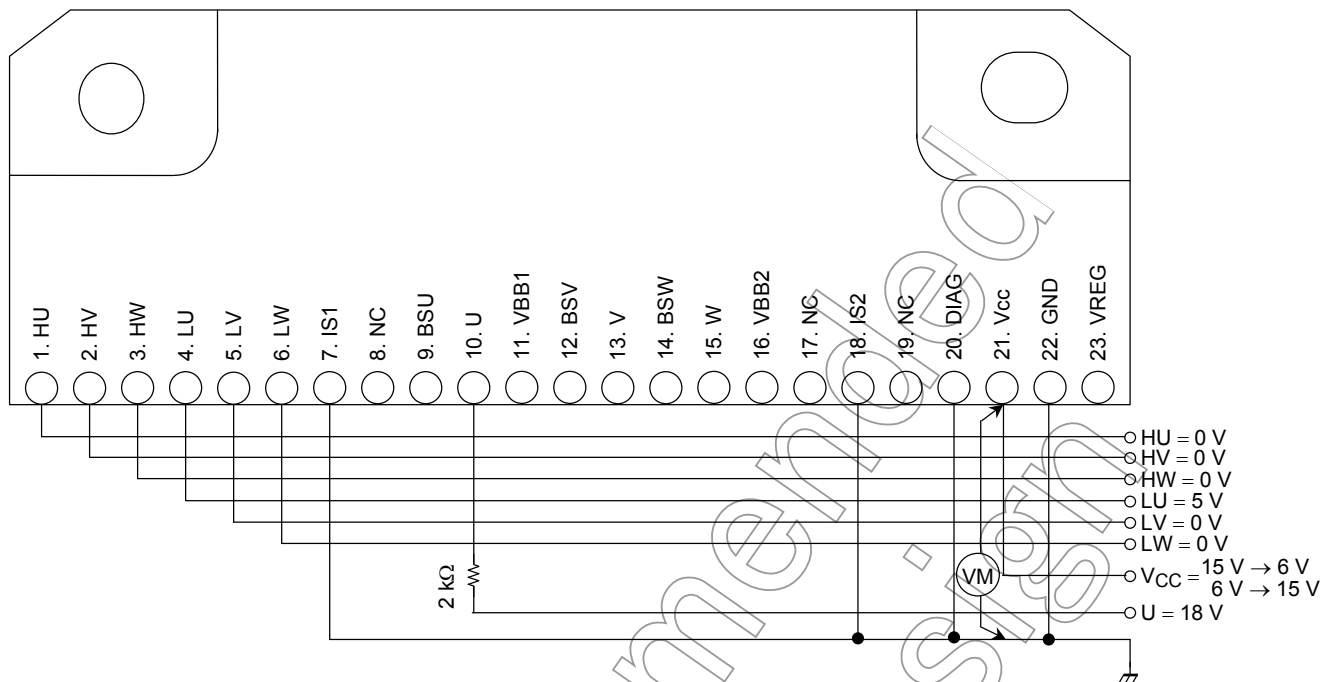 1. HU
2. HV
3. HW
4. LU
5. LV
6. LW
7. IS1
8. NC
9. BSU
10. U
11. VBB1
12. BSV
13. V
14. BSW
15. W
16. VBB2
17. NC
18. IS2
19. NC
20. DIAG
21. Vcc
22. GND
23. VREG
HU = 0 V
HV = 0 V
HW = 0 V
LU = 5 V
LV = 0 V
LW = 0 V
2 kΩ
VM
VCC = 15 V → 6 V
6 V → 15 V
U = 18 V
mended
sign